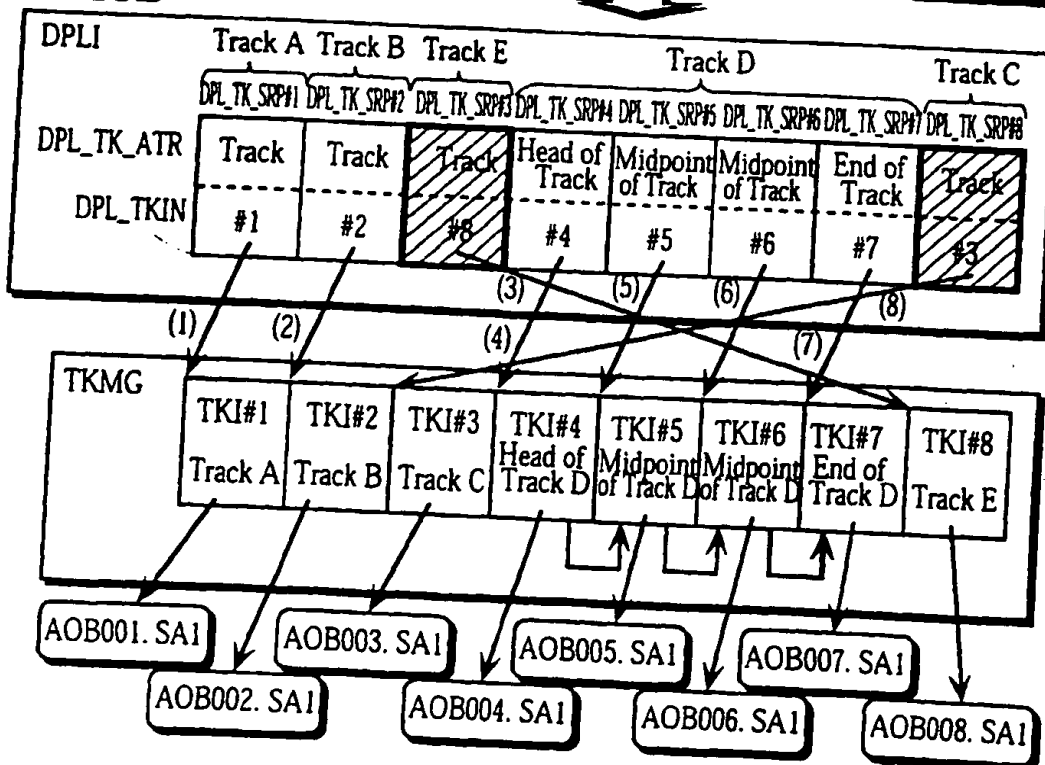 DPLI
Track A Track B Track E Track D Track C
DPL_TK_SRP#1 DPL_TK_SRP#2 DPL_TK_SRP#3 DPL_TK_SRP#4 DPL_TK_SRP#5 DPL_TK_SRP#6 DPL_TK_SRP#7 DPL_TK_SRP#8
DPL_TK_ATR Track Track Track Head of Track Midpoint of Track Midpoint of Track End of Track Track
DPL_TKIN #1 #2 #8 #4 #5 #6 #7 #3
(1) (2) (3) (4) (5) (6) (7) (8)
TKMG
TKI#1 TKI#2 TKI#3 TKI#4 TKI#5 TKI#6 TKI#7 TKI#8
Track A Track B Track C Head of Track D Midpoint of Track D Midpoint of Track D End of Track D Track E
AOB001. SA1 AOB003. SA1 AOB005. SA1 AOB007. SA1
AOB002. SA1 AOB004. SA1 AOB006. SA1 AOB008. SA1